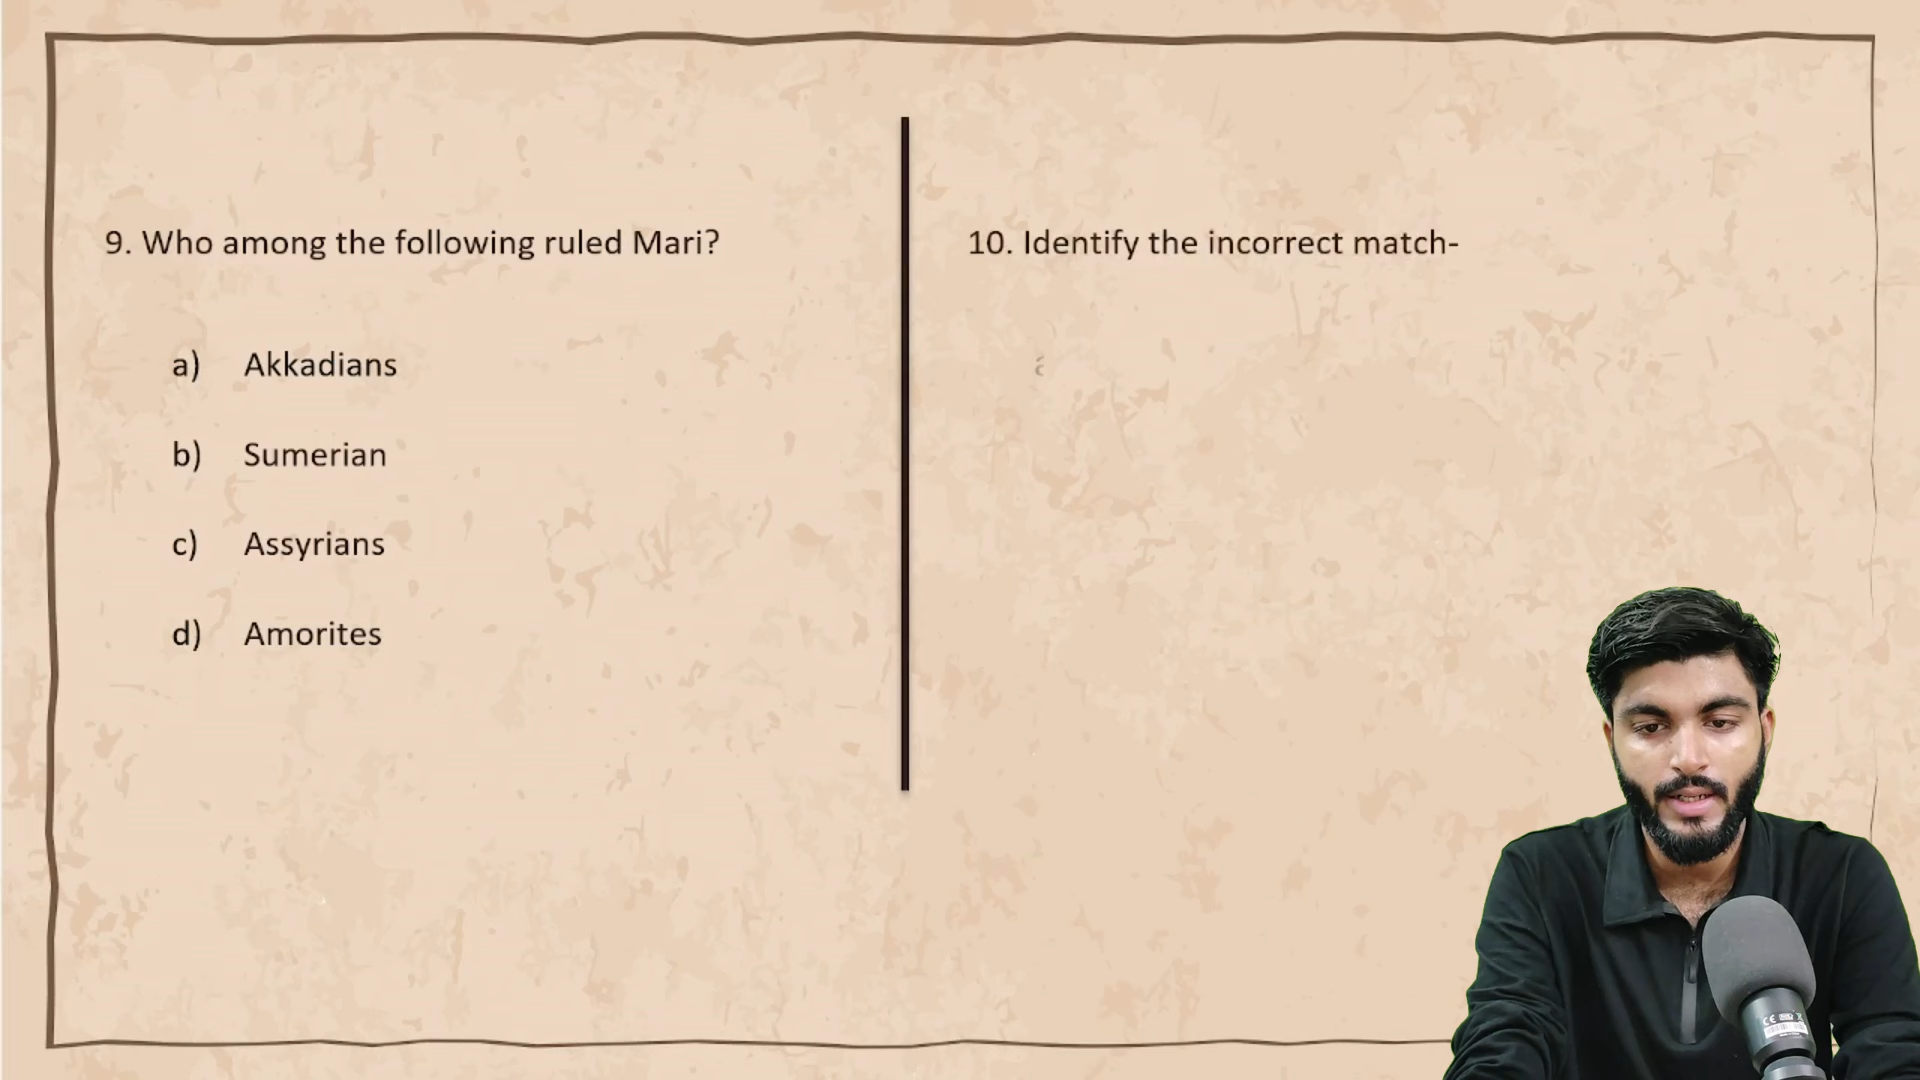 9. Who among the following ruled Mari?
a) Akkadians
b) Sumerian
c) Assyrians
d) Amorites
10. Identify the incorrect match-